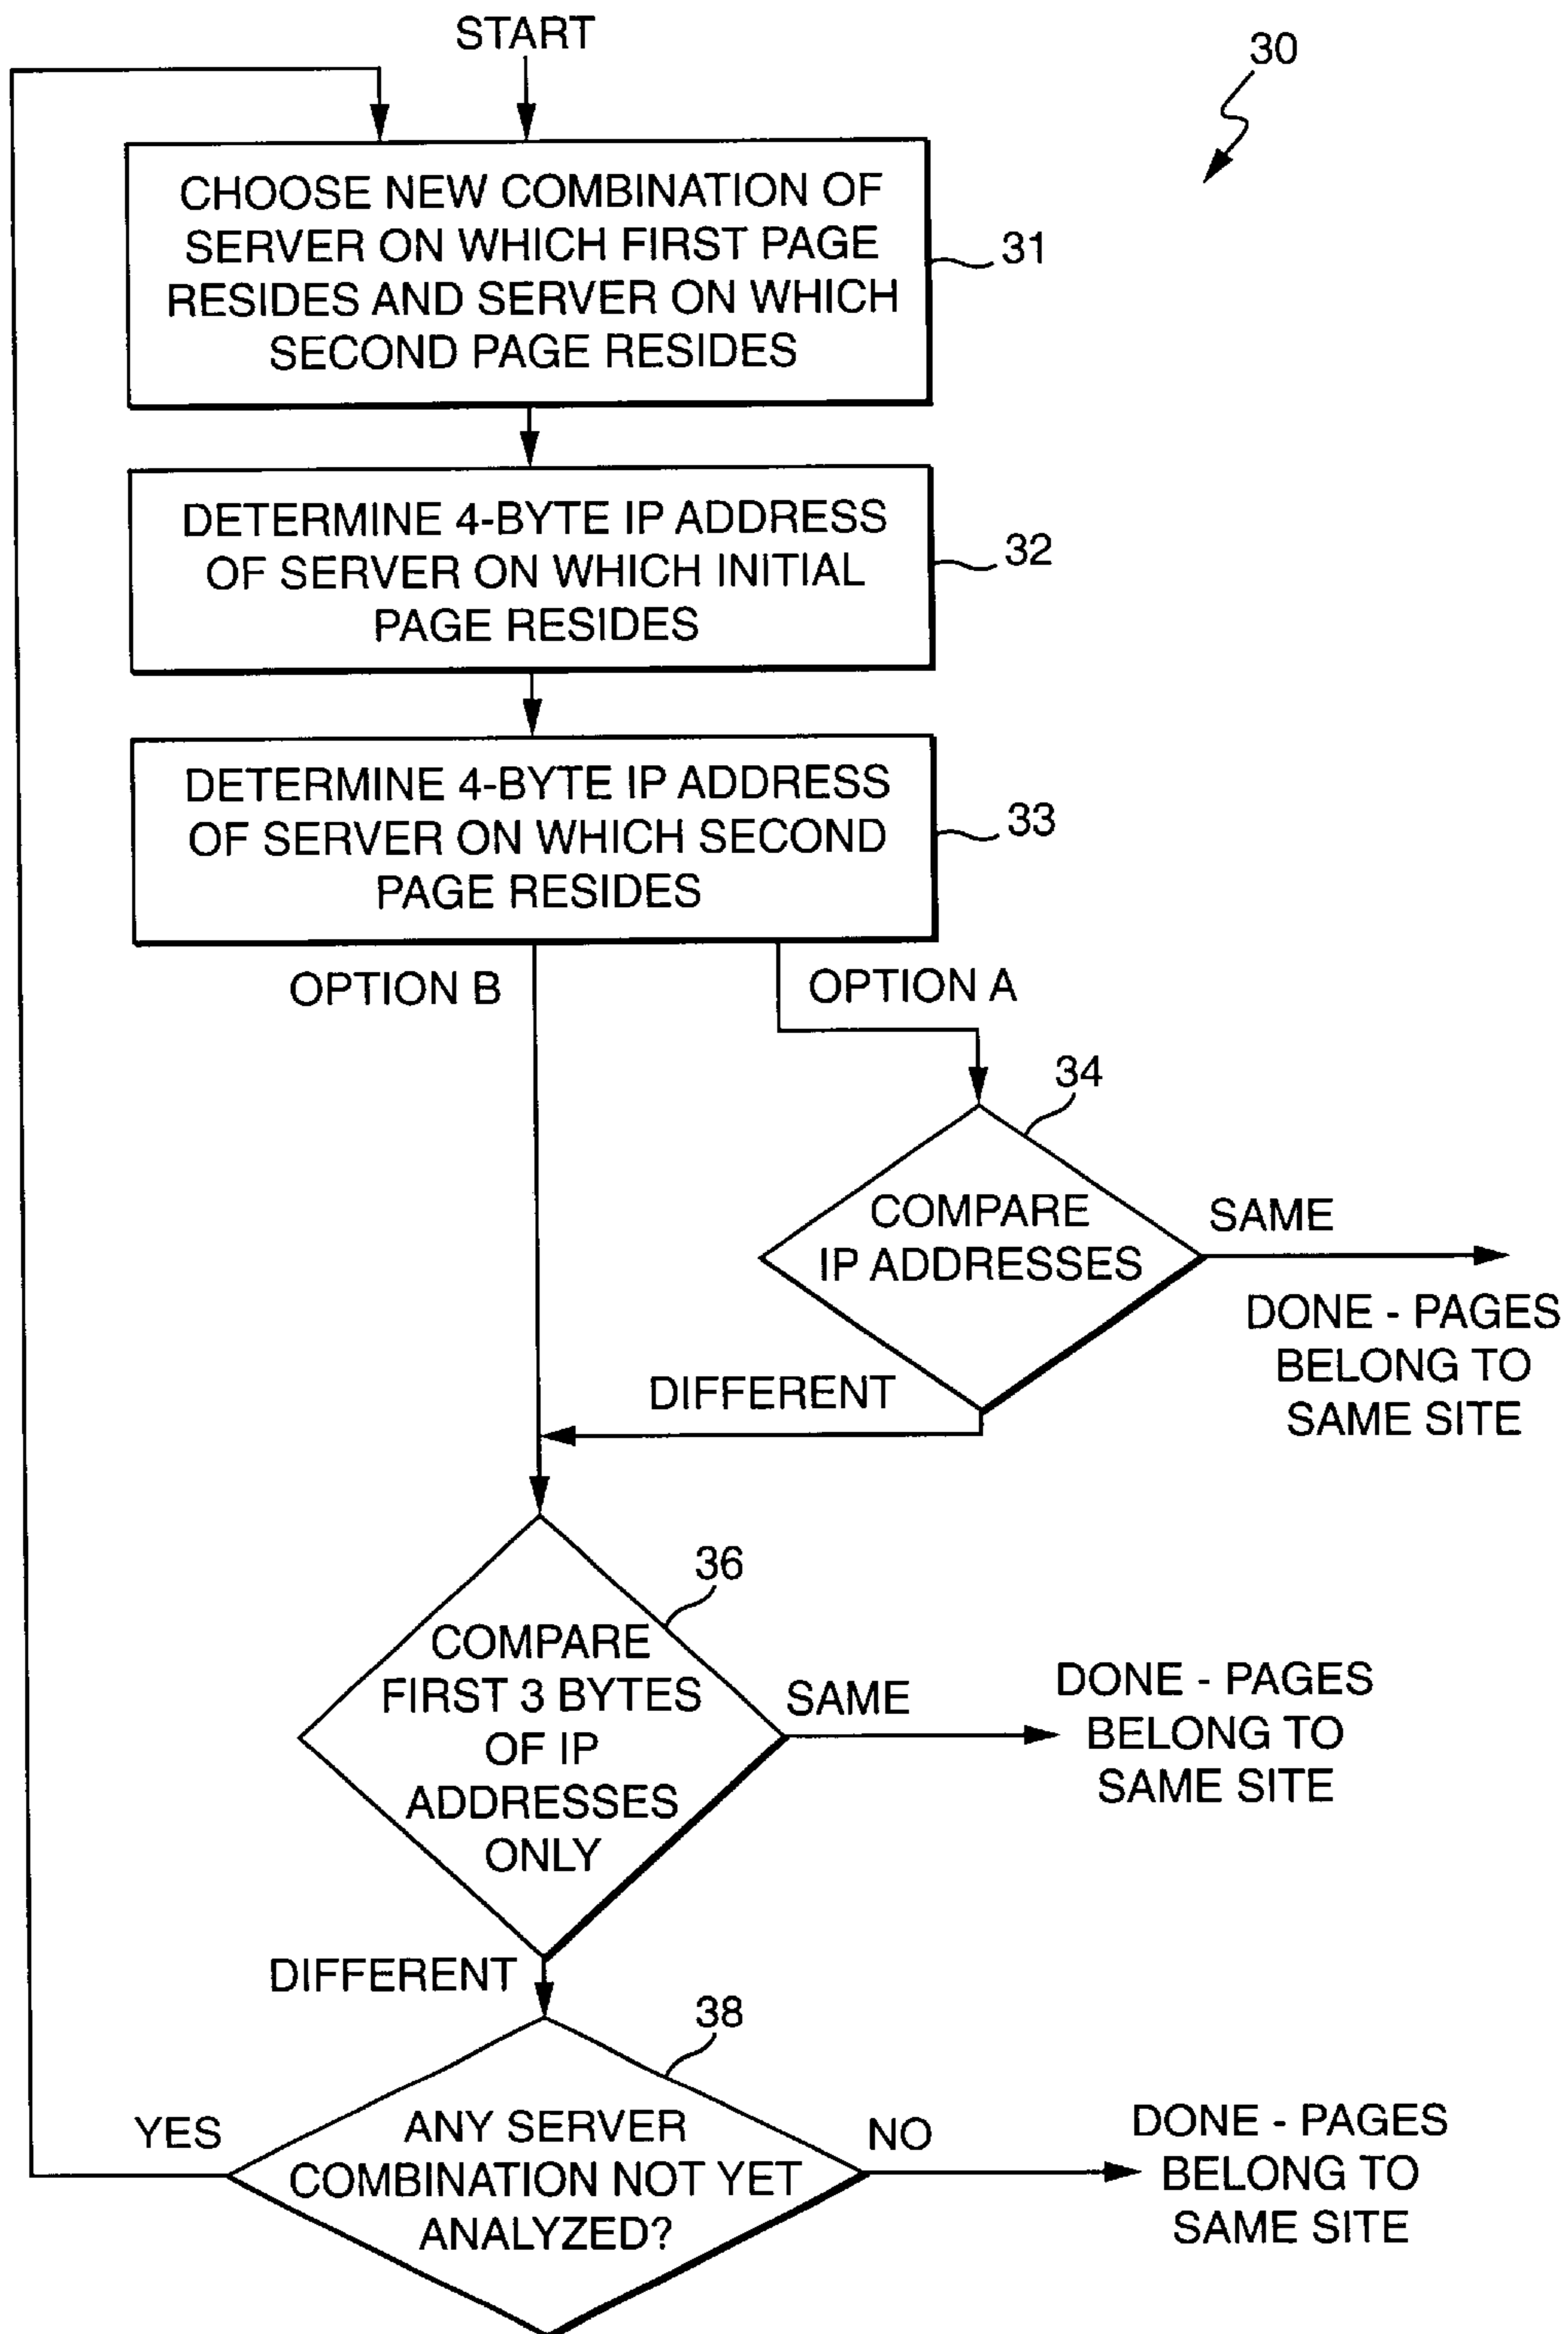 START
30
CHOOSE NEW COMBINATION OF
SERVER ON WHICH FIRST PAGE
RESIDES AND SERVER ON WHICH
SECOND PAGE RESIDES
31
DETERMINE 4-BYTE IP ADDRESS
OF SERVER ON WHICH INITIAL
PAGE RESIDES
32
DETERMINE 4-BYTE IP ADDRESS
OF SERVER ON WHICH SECOND
PAGE RESIDES
33
OPTION B
OPTION A
34
COMPARE
IP ADDRESSES
SAME
DONE - PAGES
BELONG TO
SAME SITE
DIFFERENT
36
COMPARE
FIRST 3 BYTES
OF IP
ADDRESSES
ONLY
SAME
DONE - PAGES
BELONG TO
SAME SITE
DIFFERENT
38
YES
ANY SERVER
COMBINATION NOT YET
ANALYZED?
NO
DONE - PAGES
BELONG TO
SAME SITE